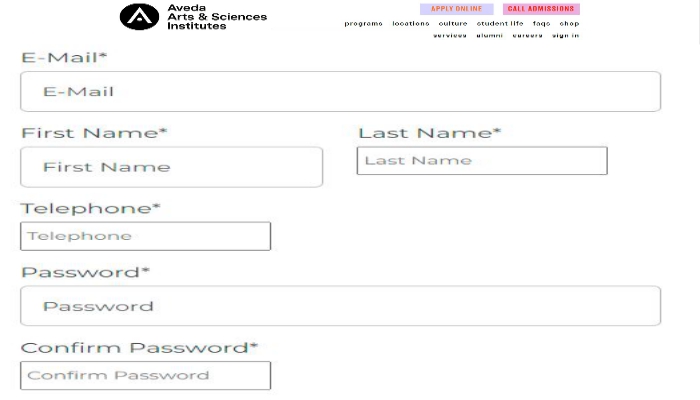 Aveda
Arts & Sciences
Institutes
APPLY ONLINE
CALL ADMISSIONS
programs locations culture student life faqs shop
services alumni careers sign in
E-Mail*
E-Mail
First Name*
Last Name*
First Name
Last Name
Telephone*
Telephone
Password*
Password
Confirm Password*
Confirm Password